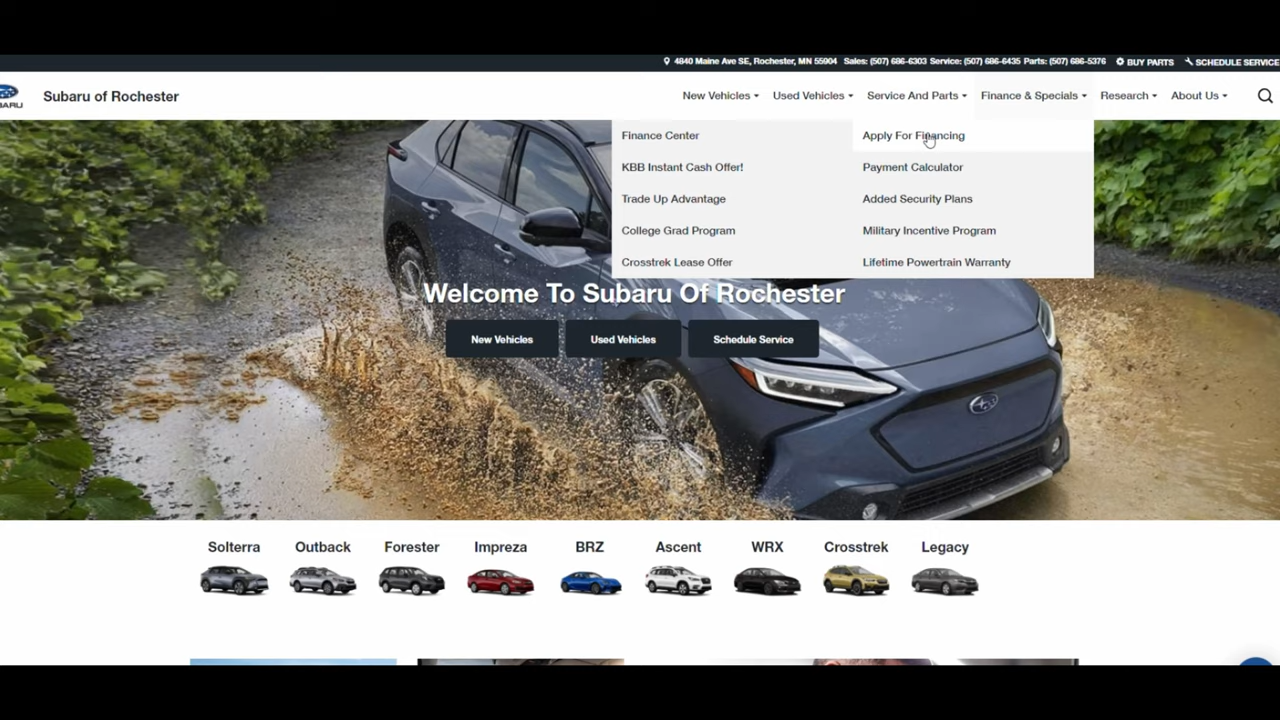 4840 Maine Ave SE, Rochester, MN 55904 Sales: (507) 686-6303 Service: (507) 686-6435 Parts: (507) 686-5376 BUY PARTS SCHEDULE SERVICE
Subaru of Rochester
New Vehicles Used Vehicles Service And Parts Finance & Specials Research About Us
Finance Center Apply For Financing
KBB Instant Cash Offer! Payment Calculator
Trade Up Advantage Added Security Plans
College Grad Program Military Incentive Program
Crosstrek Lease Offer Lifetime Powertrain Warranty
Welcome To Subaru Of Rochester
New Vehicles Used Vehicles Schedule Service
Solterra Outback Forester Impreza BRZ Ascent WRX Crosstrek Legacy